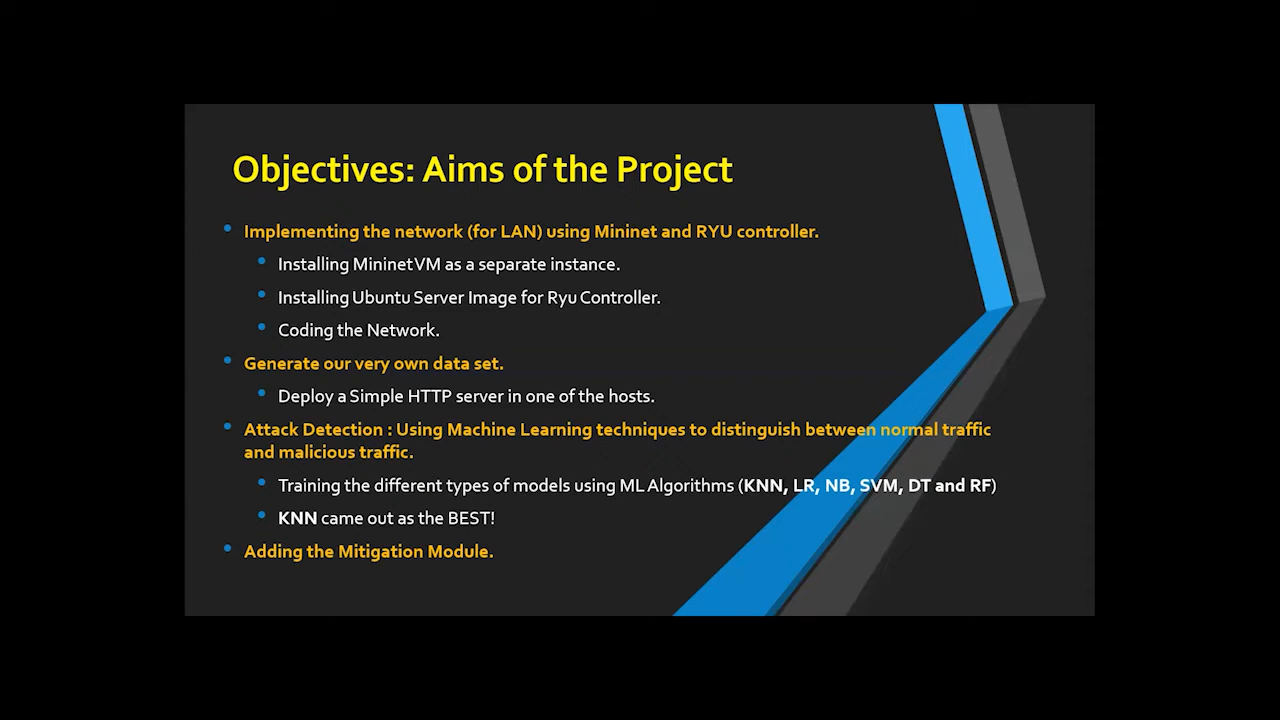 Objectives: Aims of the Project
• Implementing the network (for LAN) using Mininet and RYU controller.
• Installing Mininet VM as a separate instance.
• Installing Ubuntu Server Image for Ryu Controller.
• Coding the Network.
• Generate our very own data set.
• Deploy a Simple HTTP server in one of the hosts.
• Attack Detection : Using Machine Learning techniques to distinguish between normal traffic
and malicious traffic.
• Training the different types of models using ML Algorithms (KNN, LR, NB, SVM, DT and RF)
• KNN came out as the BEST!
• Adding the Mitigation Module.